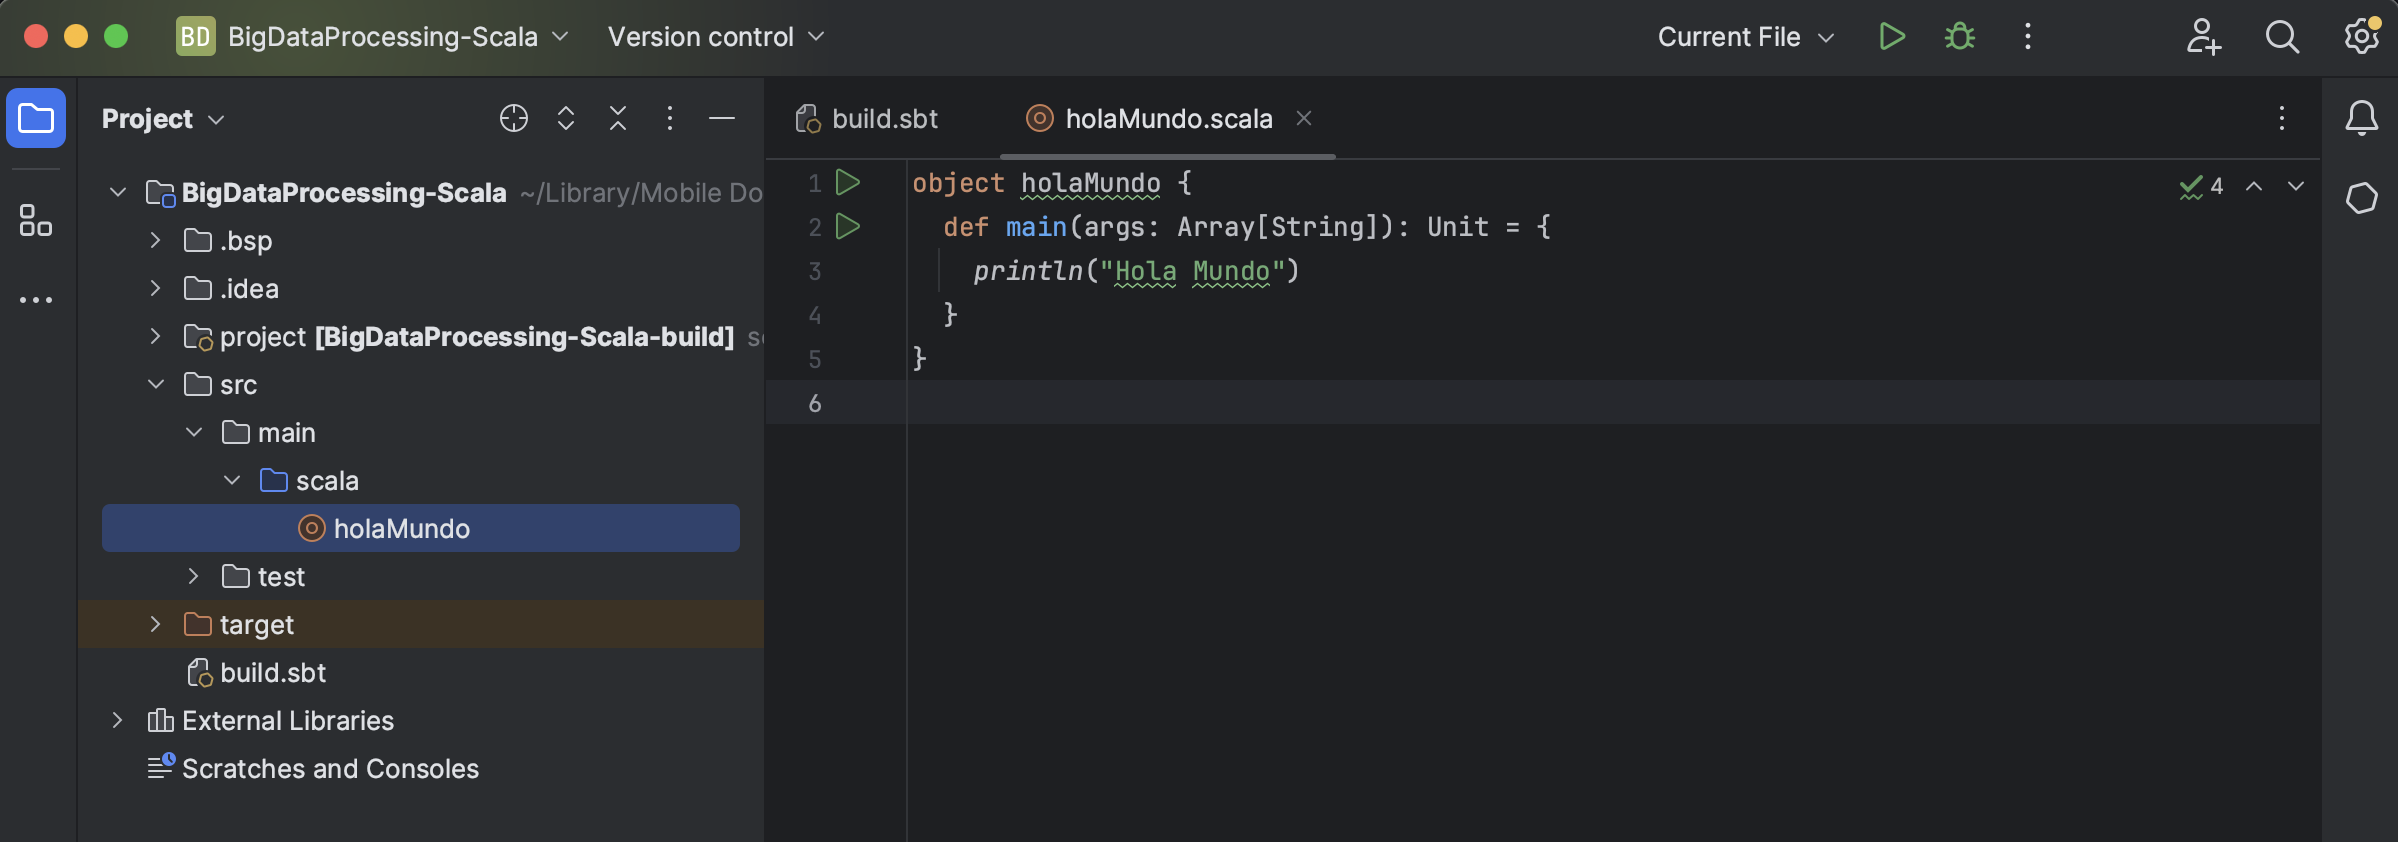 BD BigDataProcessing-Scala Version control Current File
Project
build.sbt holaMundo.scala
BigDataProcessing-Scala ~/Library/Mobile Do
.bsp
.idea
project [BigDataProcessing-Scala-build]
src
main
scala
holaMundo
test
target
build.sbt
External Libraries
Scratches and Consoles
1 object holaMundo {
2 def main(args: Array[String]): Unit = {
3 println("Hola Mundo")
4 }
5 }
6
4